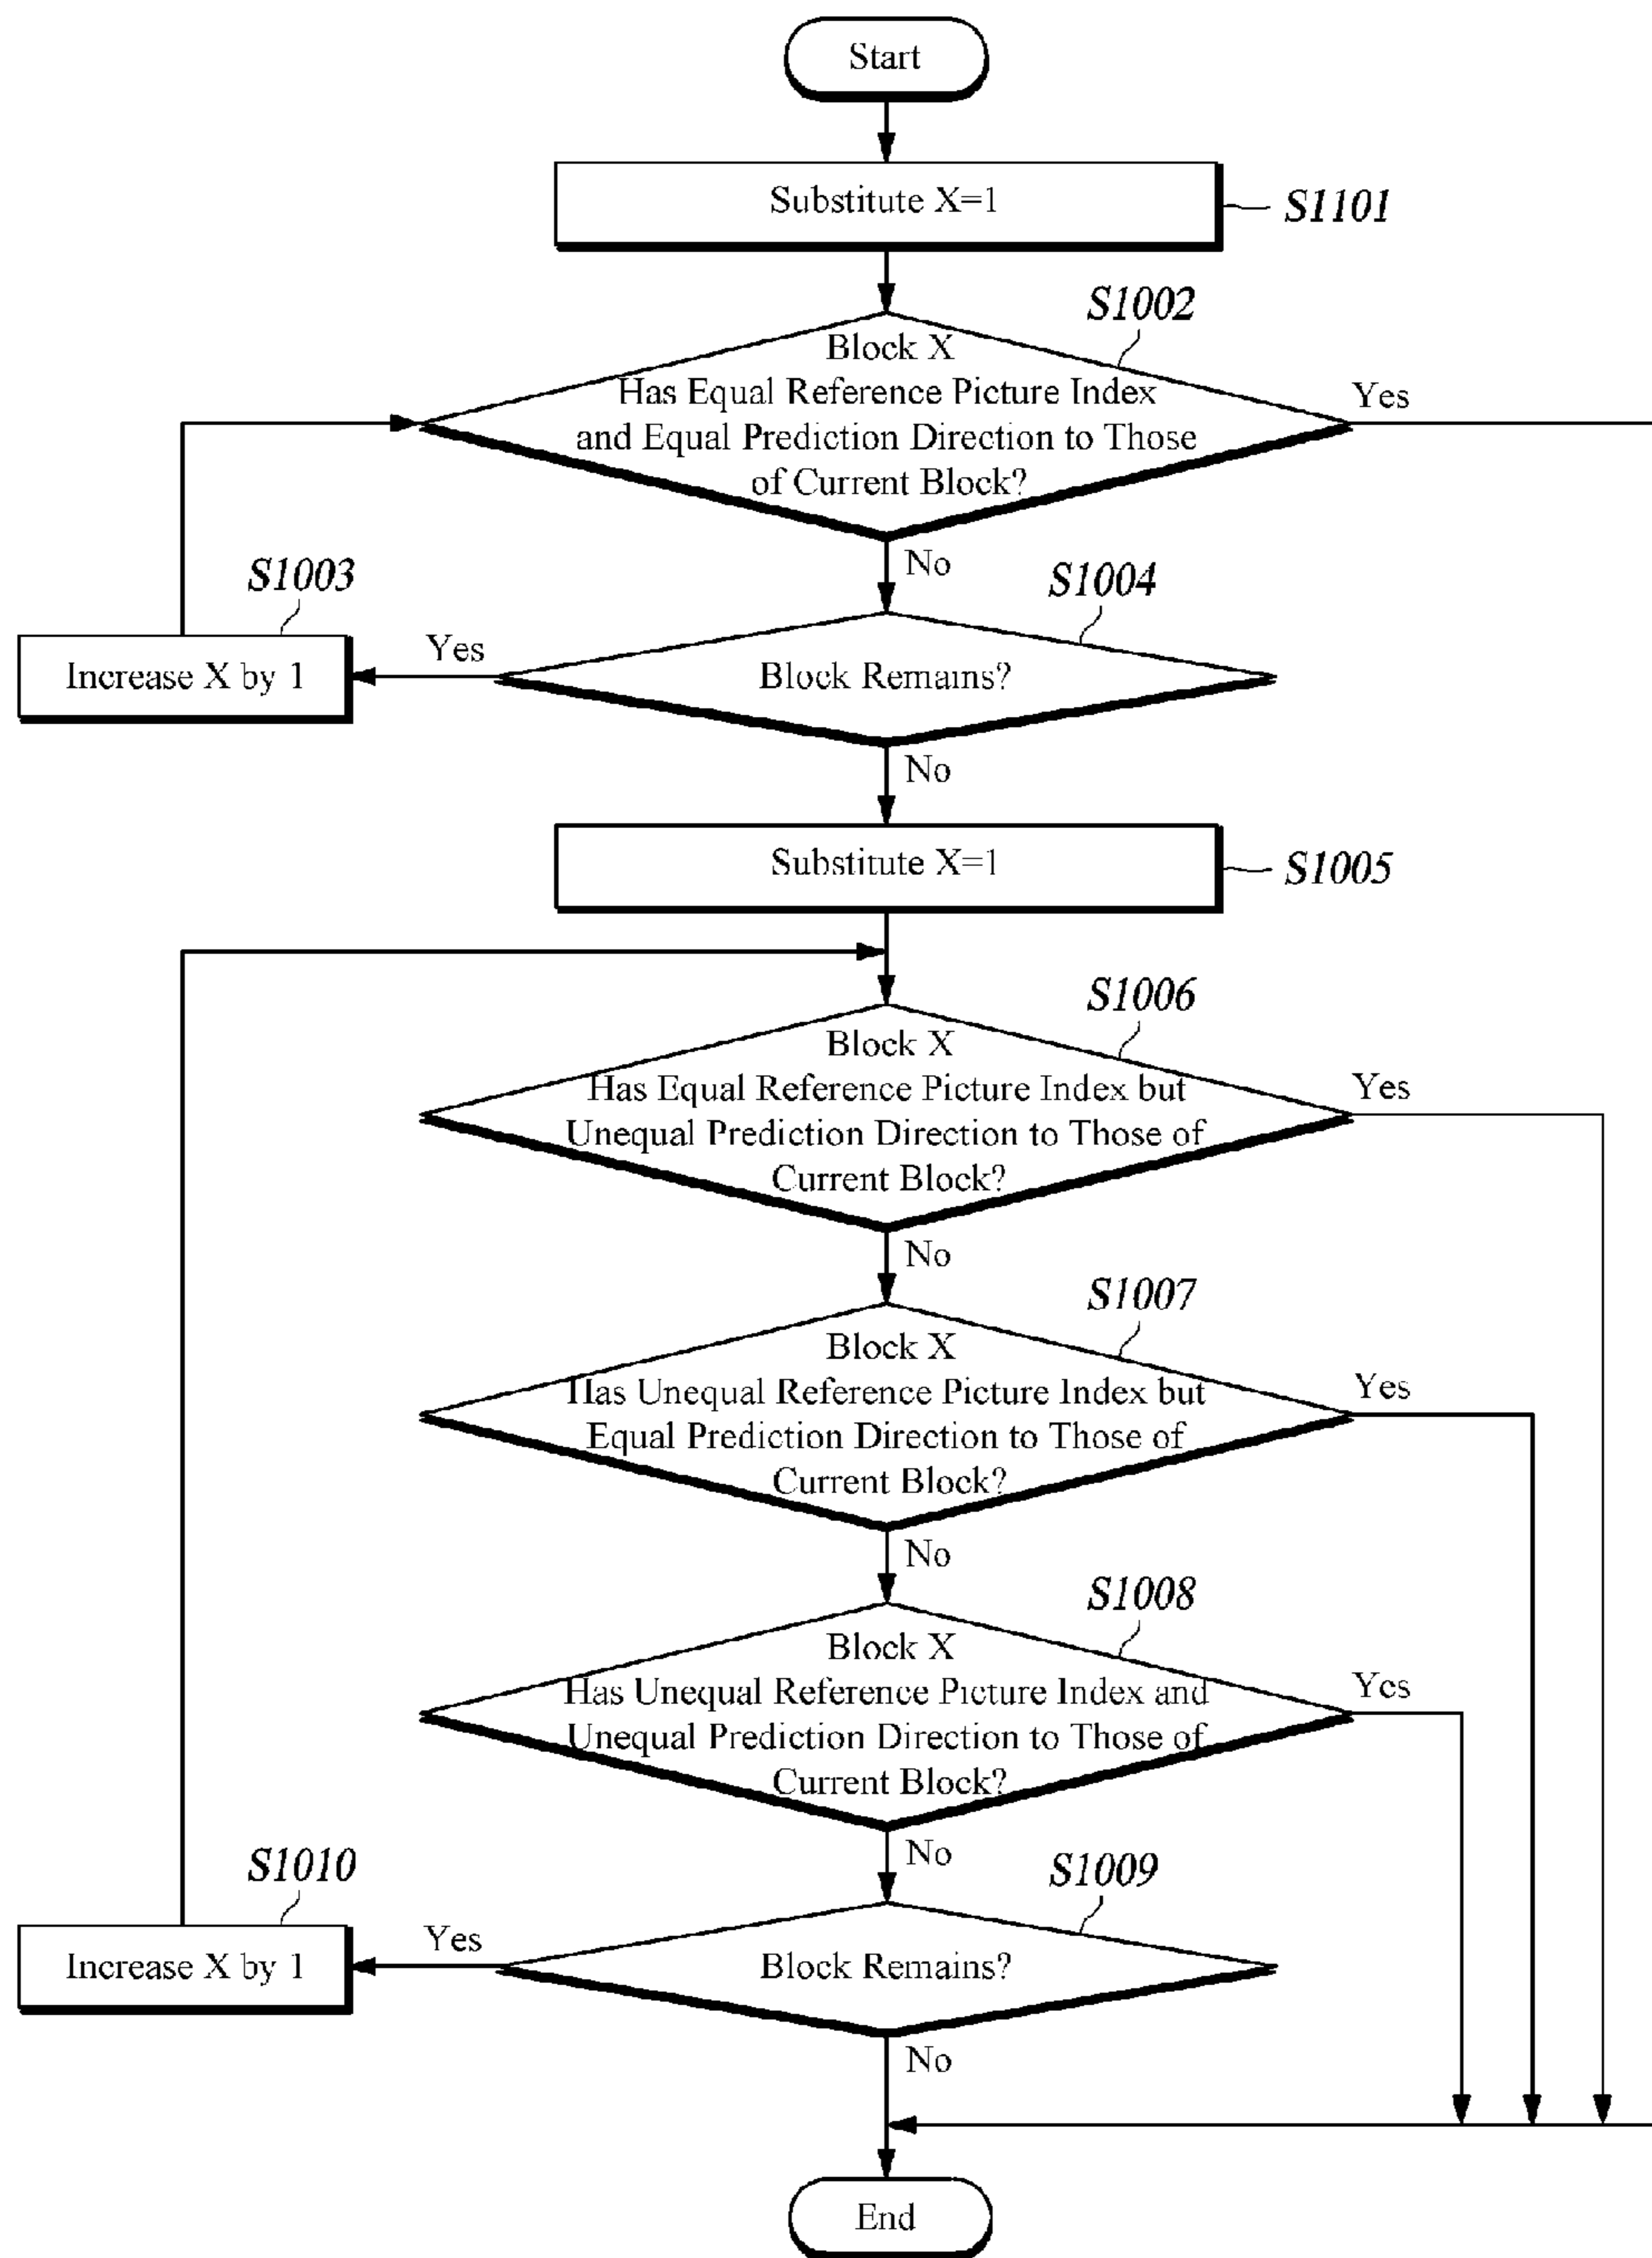 Start
Substitute X=1
S1101
S1002
Block X
Has Equal Reference Picture Index
and Equal Prediction Direction to Those
of Current Block?
Yes
No
S1003
Increase X by 1
S1004
Yes
Block Remains?
No
Substitute X=1
S1005
S1006
Block X
Has Equal Reference Picture Index but
Unequal Prediction Direction to Those of
Current Block?
Yes
No
S1007
Block X
Has Unequal Reference Picture Index but
Equal Prediction Direction to Those of
Current Block?
Yes
No
S1008
Block X
Has Unequal Reference Picture Index and
Unequal Prediction Direction to Those of
Current Block?
Yes
No
S1010
Increase X by 1
S1009
Yes
Block Remains?
No
End